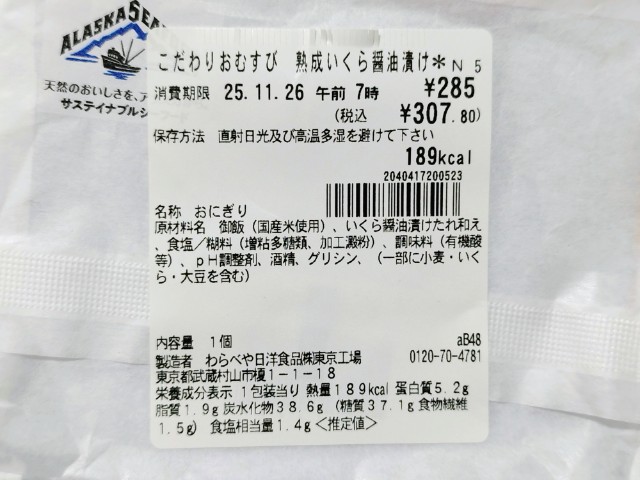 ALASKA SEA
天然のおいしさを、ア
サステイナブルシ
こだわりおむすび 熟成いくら醤油漬け*N 5
消費期限 25.11.26 午前 7時 ¥285
(税込 ¥307.80)
保存方法 直射日光及び高温多湿を避けて下さい
189kcal
2040417200523
名称 おにぎり
原材料名 御飯(国産米使用)、いくら醤油漬けたれ和え
、食塩/糊料(増粘多糖類、加工澱粉)、調味料(有機酸
等)、pH調整剤、酒精、グリシン、(一部に小麦・いく
ら・大豆を含む)
内容量 1個 aB48
製造者 わらべや日洋食品㈱東京工場 0120-70-4781
東京都武蔵村山市榎1-1-18
栄養成分表示 1包装当り 熱量189kcal 蛋白質5.2g
脂質1.9g 炭水化物38.6g (糖質37.1g 食物繊維
1.5g) 食塩相当量1.4g<推定値>